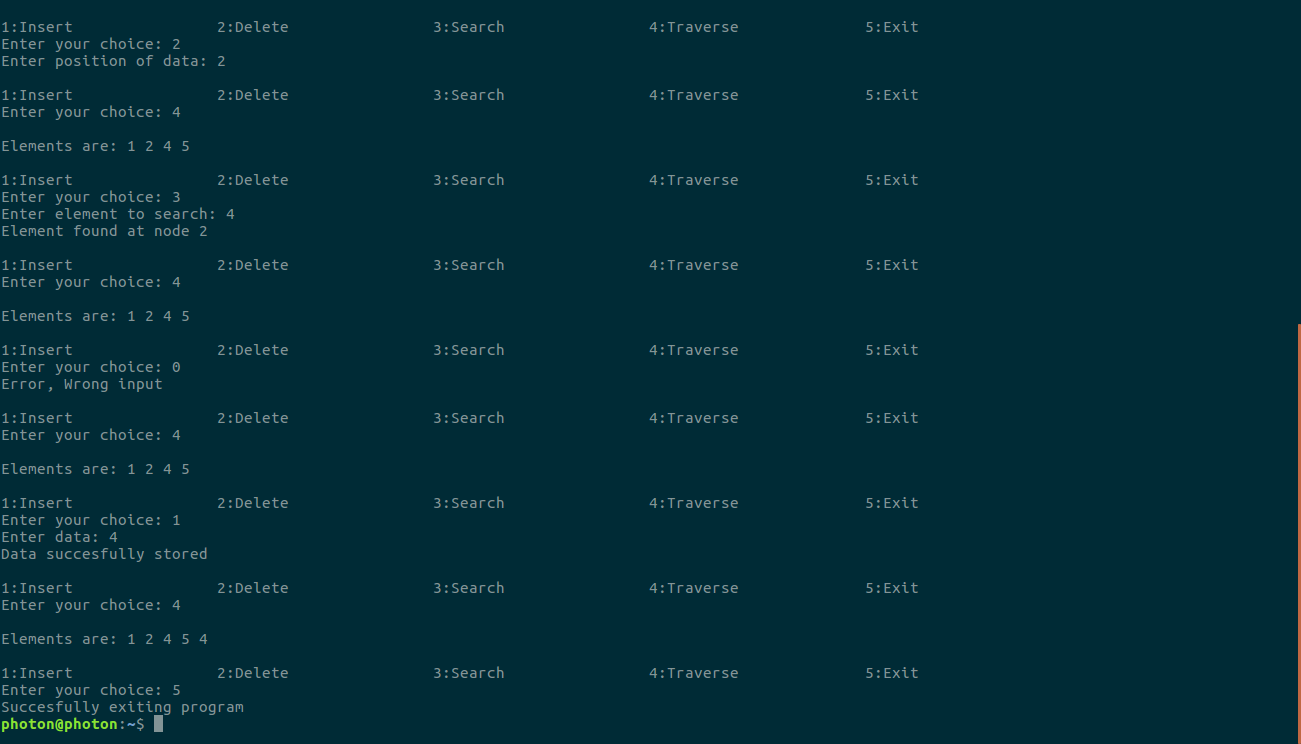 1:Insert 2:Delete 3:Search 4:Traverse 5:Exit
Enter your choice: 2
Enter position of data: 2
1:Insert 2:Delete 3:Search 4:Traverse 5:Exit
Enter your choice: 4
Elements are: 1 2 4 5
1:Insert 2:Delete 3:Search 4:Traverse 5:Exit
Enter your choice: 3
Enter element to search: 4
Element found at node 2
1:Insert 2:Delete 3:Search 4:Traverse 5:Exit
Enter your choice: 4
Elements are: 1 2 4 5
1:Insert 2:Delete 3:Search 4:Traverse 5:Exit
Enter your choice: 0
Error, Wrong input
1:Insert 2:Delete 3:Search 4:Traverse 5:Exit
Enter your choice: 4
Elements are: 1 2 4 5
1:Insert 2:Delete 3:Search 4:Traverse 5:Exit
Enter your choice: 1
Enter data: 4
Data succesfully stored
1:Insert 2:Delete 3:Search 4:Traverse 5:Exit
Enter your choice: 4
Elements are: 1 2 4 5 4
1:Insert 2:Delete 3:Search 4:Traverse 5:Exit
Enter your choice: 5
Succesfully exiting program
photon@photon:~$